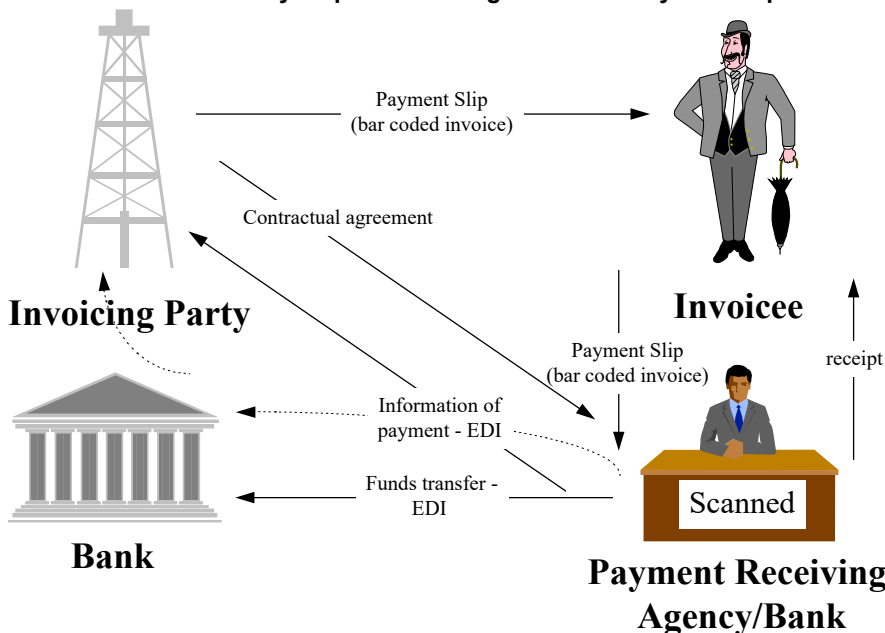 Payment Slip
(bar coded invoice)
Contractual agreement
Invoicing Party
Invoicee
Payment Slip
(bar coded invoice)
receipt
Information of
payment - EDI
Funds transfer -
EDI
Scanned
Bank
Payment Receiving
Agency/Bank